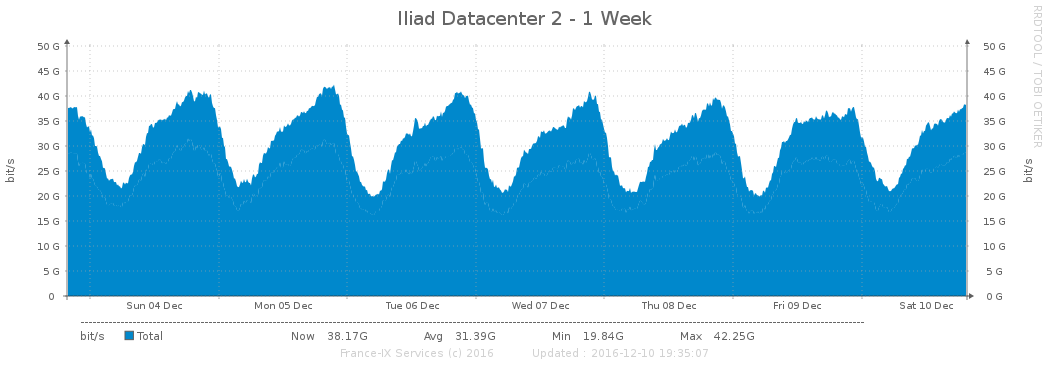 Iliad Datacenter 2 - 1 Week
RRDTOOL / TOBI OETIKER
bit/s
50 G 50 G
45 G 45 G
40 G 40 G
35 G 35 G
30 G 30 G
25 G 25 G
20 G 20 G
15 G 15 G
10 G 10 G
5 G 5 G
0 0 G
bit/s
Sun 04 Dec Mon 05 Dec Tue 06 Dec Wed 07 Dec Thu 08 Dec Fri 09 Dec Sat 10 Dec
bit/s Total Now 38.17G Avg 31.39G Min 19.84G Max 42.25G
France-IX Services (c) 2016 Updated : 2016-12-10 19:35:07